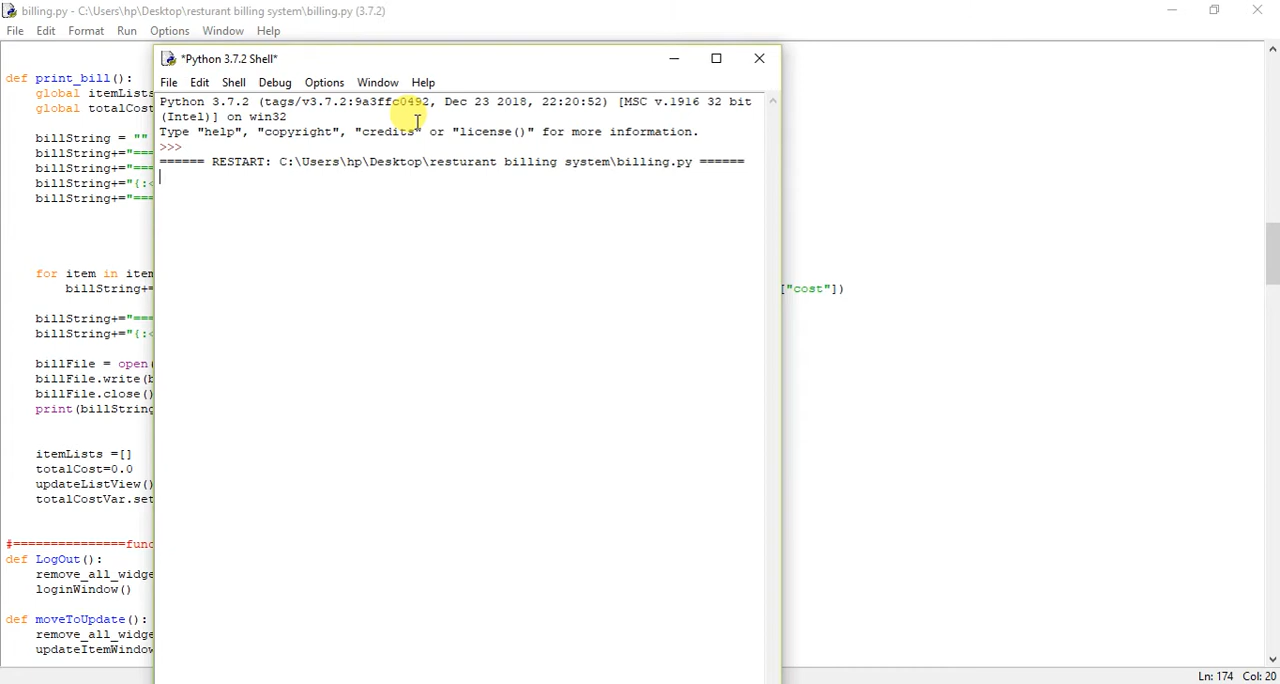 billing.py - C:\Users\hp\Desktop\resturant billing system\billing.py (3.7.2)
File Edit Format Run Options Window Help
def print_bill():
global itemLists
global totalCost
billString = ""
billString+="===
billString+="===
billString+="{:<
billString+="===
for item in item
billString+=
["cost"])
billString+="===
billString+="{:<
billFile = open(
billFile.write(b
billFile.close()
print(billString
itemLists =[]
totalCost=0.0
updateListView()
totalCostVar.set
#===============func
def LogOut():
remove_all_widge
loginWindow()
def moveToUpdate():
remove_all_widge
updateItemWindow
*Python 3.7.2 Shell*
File Edit Shell Debug Options Window Help
Python 3.7.2 (tags/v3.7.2:9a3ffc0492, Dec 23 2018, 22:20:52) [MSC v.1916 32 bit
(Intel)] on win32
Type "help", "copyright", "credits" or "license()" for more information.
>>>
====== RESTART: C:\Users\hp\Desktop\resturant billing system\billing.py ======
Ln: 174 Col: 20